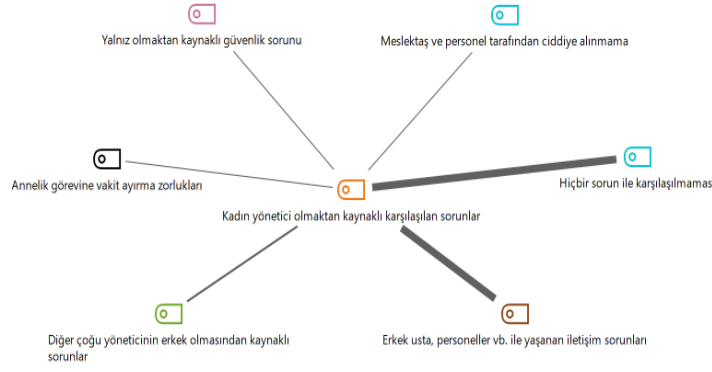 Yalnız olmaktan kaynaklı güvenlik sorunu
Meslektaş ve personel tarafından ciddiye alınmama
Annelik görevine vakit ayırma zorlukları
Hiçbir sorun ile karşılaşılmaması
Kadın yönetici olmaktan kaynaklı karşılaşılan sorunlar
Diğer çoğu yöneticinin erkek olmasından kaynaklı
sorunlar
Erkek usta, personeller vb. ile yaşanan iletişim sorunları